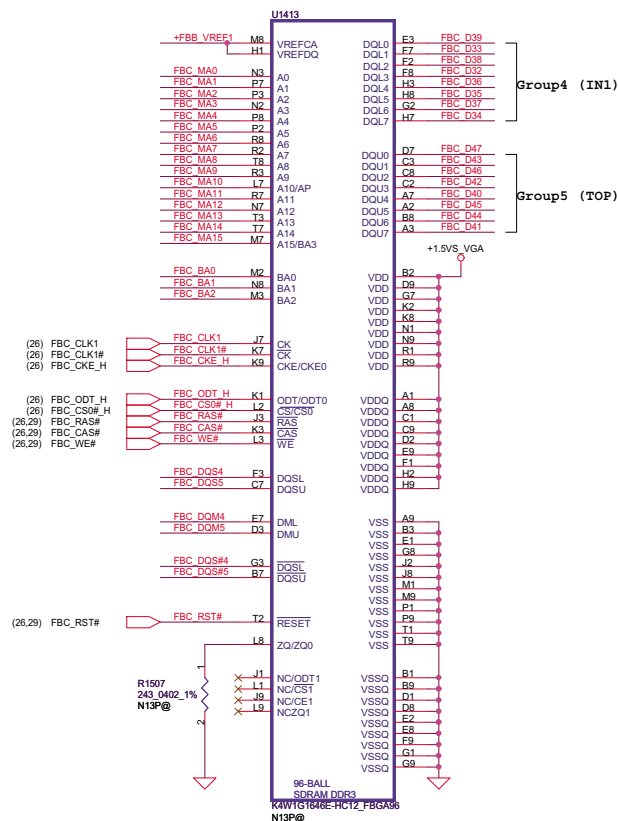 U1413
+FBB_VREF1 M8 VREFCA DQL0 E3 FBC_D39
H1 VREFDQ DQL1 F7 FBC_D33
DQL2 F2 FBC_D38
FBC_MA0 N3 A0 DQL3 F8 FBC_D32
FBC_MA1 P7 A1 DQL4 H3 FBC_D36
FBC_MA2 P3 A2 DQL5 H8 FBC_D35
FBC_MA3 N2 A3 DQL6 G2 FBC_D37
FBC_MA4 P8 A4 DQL7 H7 FBC_D34
Group4 (IN1)
FBC_MA5 P2 A5
FBC_MA6 R8 A6
FBC_MA7 R2 A7 DQU0 D7 FBC_D47
FBC_MA8 T8 A8 DQU1 C3 FBC_D43
FBC_MA9 R3 A9 DQU2 C8 FBC_D46
FBC_MA10 L7 A10/AP DQU3 C2 FBC_D42
FBC_MA11 R7 A11 DQU4 A7 FBC_D40
FBC_MA12 N7 A12 DQU5 A2 FBC_D45
FBC_MA13 T3 A13 DQU6 B8 FBC_D44
FBC_MA14 T7 A14 DQU7 A3 FBC_D41
Group5 (TOP)
FBC_MA15 M7 A15/BA3
+1.5VS_VGA
FBC_BA0 M2 BA0 VDD B2
FBC_BA1 N8 BA1 VDD D9
FBC_BA2 M3 BA2 VDD G7
VDD K2
VDD K8
VDD N1
(26) FBC_CLK1 FBC_CLK1 J7 CK VDD N9
(26) FBC_CLK1# FBC_CLK1# K7 CK VDD R1
(26) FBC_CKE_H FBC_CKE_H K9 CKE/CKE0 VDD R9
(26) FBC_ODT_H FBC_ODT_H K1 ODT/ODT0 VDDQ A1
(26) FBC_CS0#_H FBC_CS0#_H L2 CS/CS0 VDDQ A8
(26,29) FBC_RAS# FBC_RAS# J3 RAS VDDQ C1
(26,29) FBC_CAS# FBC_CAS# K3 CAS VDDQ C9
(26,29) FBC_WE# FBC_WE# L3 WE VDDQ D2
VDDQ E9
VDDQ F1
FBC_DQS4 F3 DQSL VDDQ H2
FBC_DQS5 C7 DQSU VDDQ H9
FBC_DQM4 E7 DML VSS A9
FBC_DQM5 D3 DMU VSS B3
VSS E1
VSS G8
FBC_DQS#4 G3 DQSL VSS J2
FBC_DQS#5 B7 DQSU VSS J8
VSS M1
VSS M9
VSS P1
(26,29) FBC_RST# FBC_RST# T2 RESET VSS P9
VSS T1
L8 ZQ/ZQ0 VSS T9
1
J1 NC/ODT1 VSSQ B1
R1507 L1 NC/CS1 VSSQ B9
243_0402_1% J9 NC/CE1 VSSQ D1
N13P@ L9 NCZQ1 VSSQ D8
2
VSSQ E2
VSSQ E8
VSSQ F9
VSSQ G1
VSSQ G9
96-BALL
SDRAM DDR3
K4W1G1646E-HC12_FBGA96
N13P@